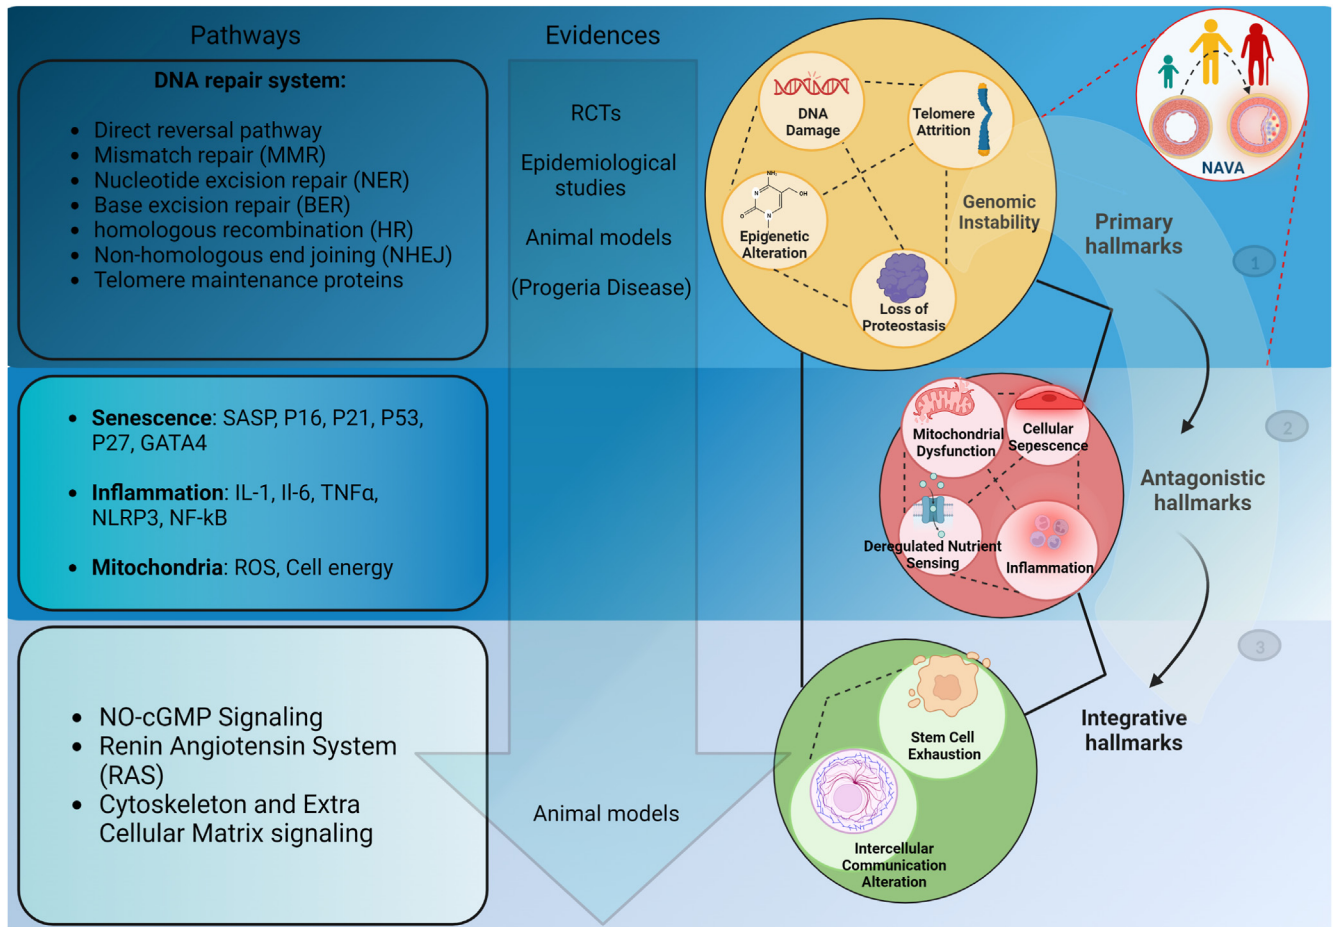 Pathways
Evidences
DNA repair system:
• Direct reversal pathway
• Mismatch repair (MMR)
• Nucleotide excision repair (NER)
• Base excision repair (BER)
• homologous recombination (HR)
• Non-homologous end joining (NHEJ)
• Telomere maintenance proteins
RCTs
Epidemiological
studies
Animal models
(Progeria Disease)
DNA
Damage
Telomere
Attrition
NH₂
N
OH
O
N
Epigenetic
Alteration
Genomic
Instability
Loss of
Proteostasis
NAVA
Primary
hallmarks
1
• Senescence: SASP, P16, P21, P53,
P27, GATA4
• Inflammation: IL-1, Il-6, TNFα,
NLRP3, NF-kB
• Mitochondria: ROS, Cell energy
Mitochondrial
Dysfunction
Cellular
Senescence
Deregulated Nutrient
Sensing
Inflammation
2
Antagonistic
hallmarks
• NO-cGMP Signaling
• Renin Angiotensin System
(RAS)
• Cytoskeleton and Extra
Cellular Matrix signaling
Animal models
Stem Cell
Exhaustion
Intercellular
Communication
Alteration
3
Integrative
hallmarks